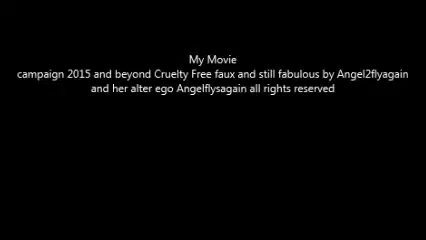 My Movie
campaign 2015 and beyond Cruelty Free faux and still fabulous by Angel2flyagain
and her alter ego Angelflysagain all rights reserved